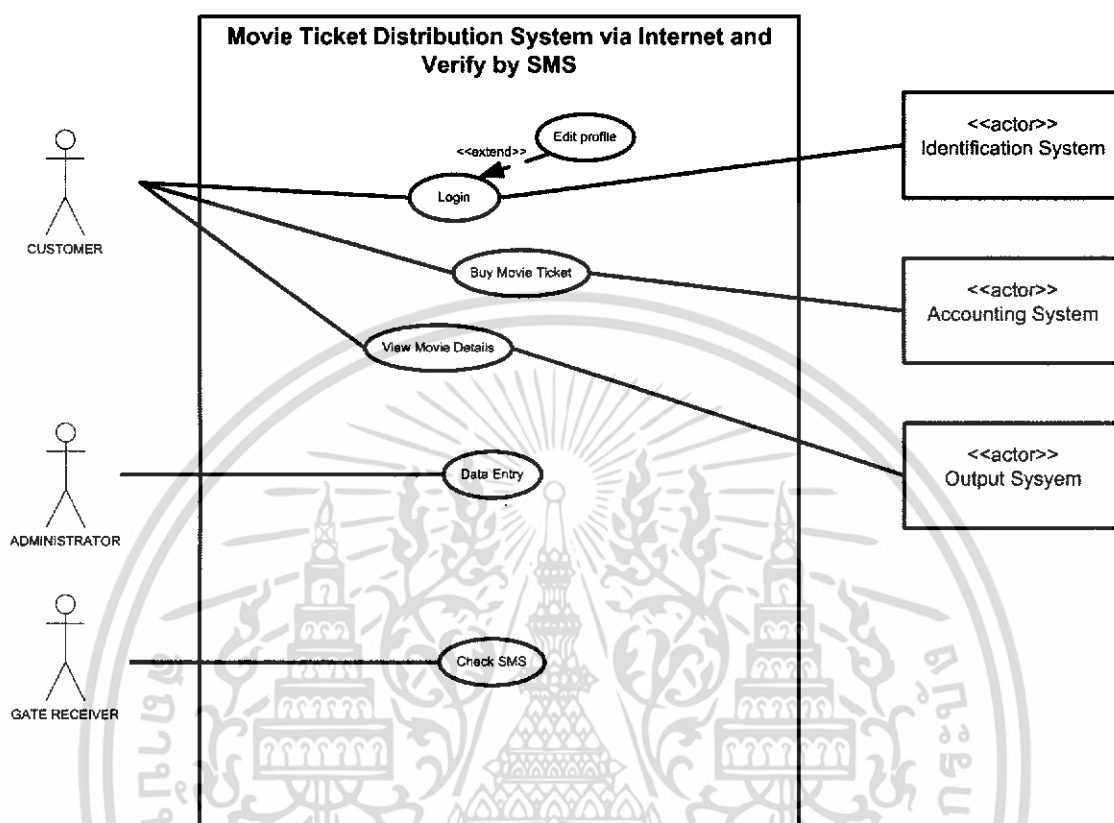 Movie Ticket Distribution System via Internet and
Verify by SMS
<<actor>>
Identification System
Edit profile
<<extend>>
Login
CUSTOMER
Buy Movie Ticket
<<actor>>
Accounting System
View Movie Details
<<actor>>
Output Sysyem
Data Entry
ADMINISTRATOR
Check SMS
GATE RECEIVER